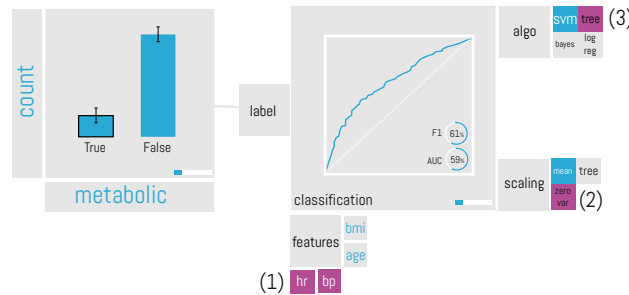 count
True
False
metabolic
label
F1
61%
AUC
59%
classification
algo
svm
tree
(3)
bayes
log
reg
scaling
mean
tree
zero
var
(2)
features
bmi
age
(1)
hr
bp